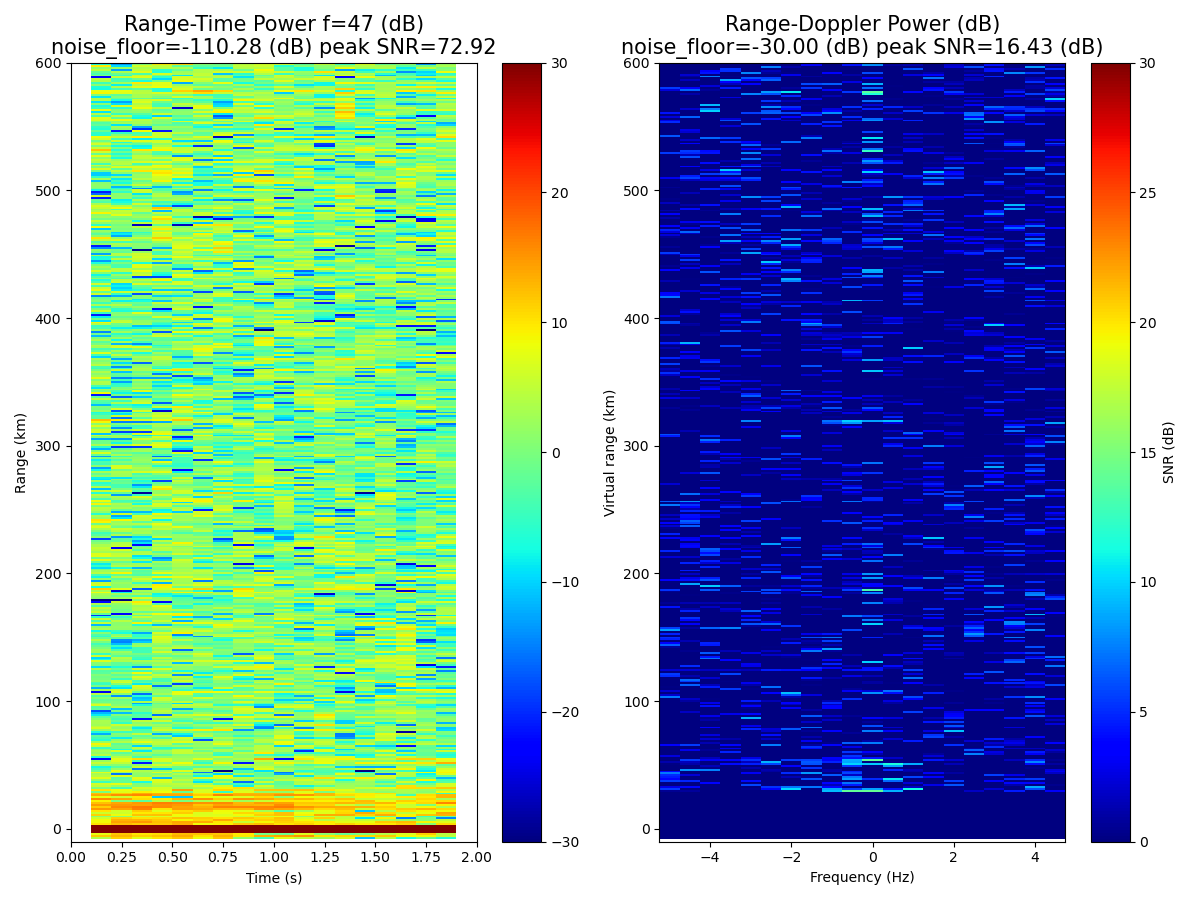 Range-Time Power f=47 (dB)
noise_floor=-110.28 (dB) peak SNR=72.92
600
500
400
300
200
100
0
Range (km)
0.00 0.25 0.50 0.75 1.00 1.25 1.50 1.75 2.00
Time (s)
30
20
10
0
−10
−20
−30
Range-Doppler Power (dB)
noise_floor=-30.00 (dB) peak SNR=16.43 (dB)
600
500
400
300
200
100
0
Virtual range (km)
−4 −2 0 2 4
Frequency (Hz)
30
25
20
15
10
5
0
SNR (dB)